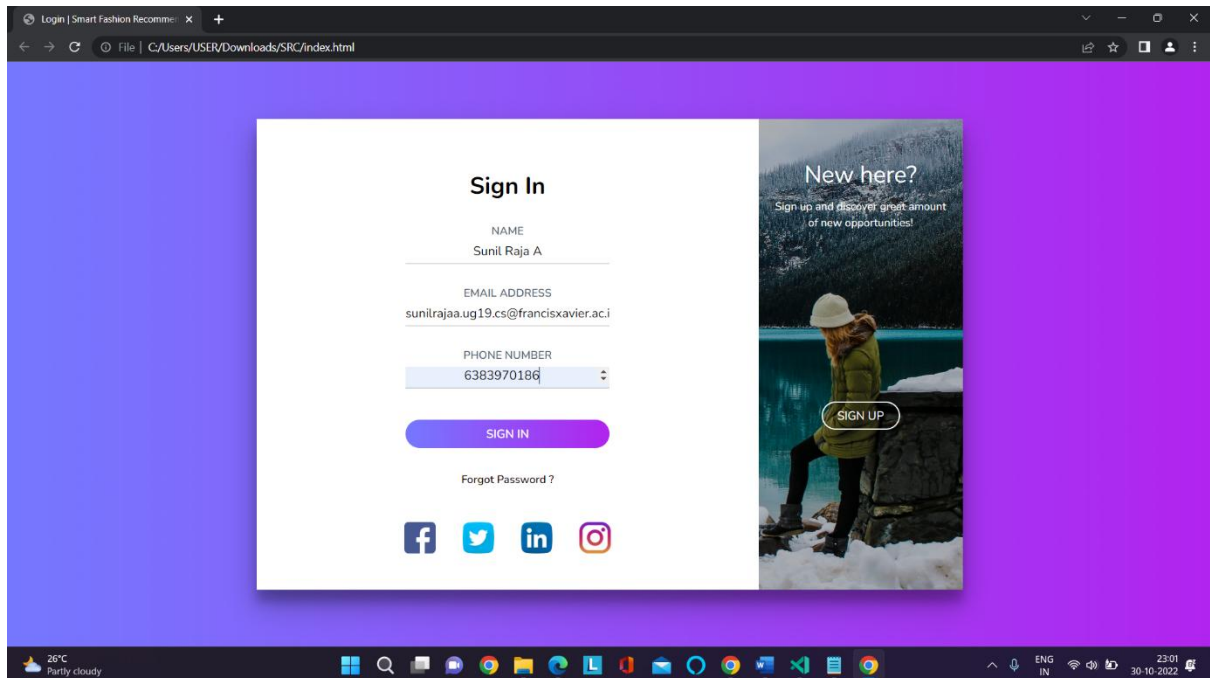 Login | Smart Fashion Recommen
File | C:/Users/USER/Downloads/SRC/index.html
Sign In
NAME
Sunil Raja A
EMAIL ADDRESS
sunilrajaa.ug19.cs@francisxavier.ac.i
PHONE NUMBER
6383970186
SIGN IN
Forgot Password ?
New here?
Sign up and discover great amount
of new opportunities!
SIGN UP
26°C
Partly cloudy
ENG
IN
23:01
30-10-2022